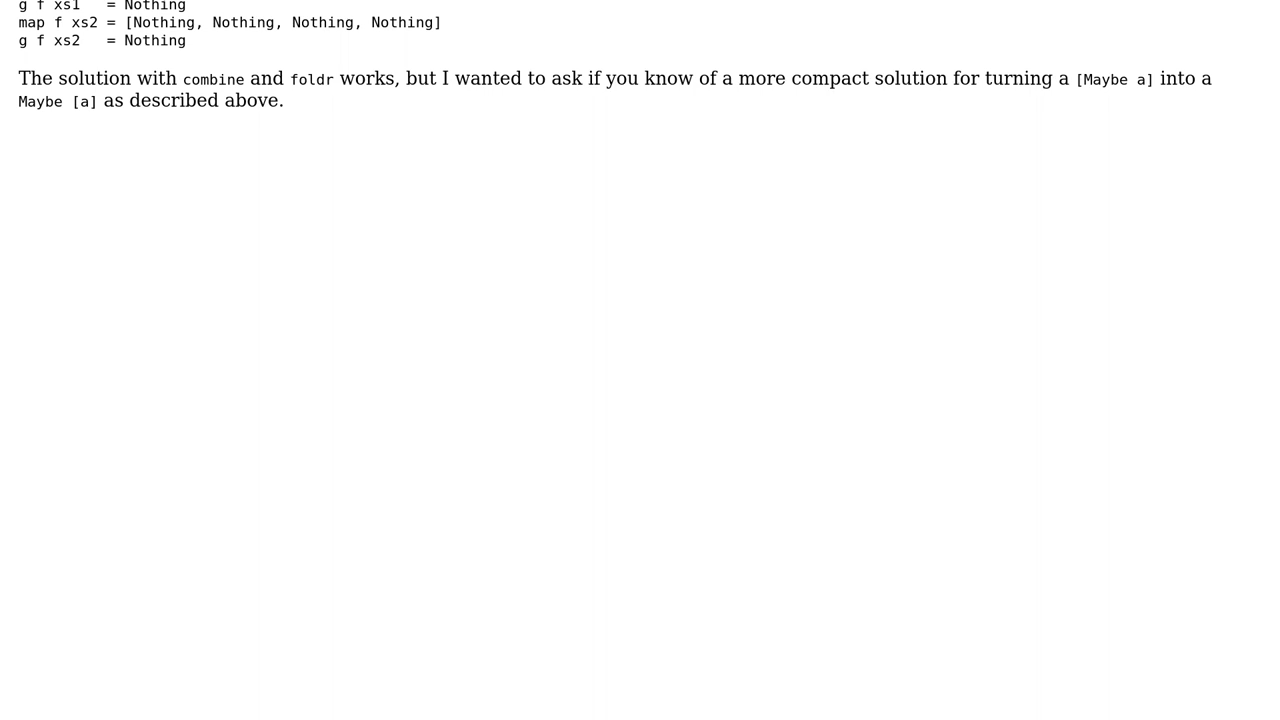 g f xs1   = Nothing
map f xs2 = [Nothing, Nothing, Nothing, Nothing]
g f xs2   = Nothing
The solution with combine and foldr works, but I wanted to ask if you know of a more compact solution for turning a [Maybe a] into a
Maybe [a] as described above.